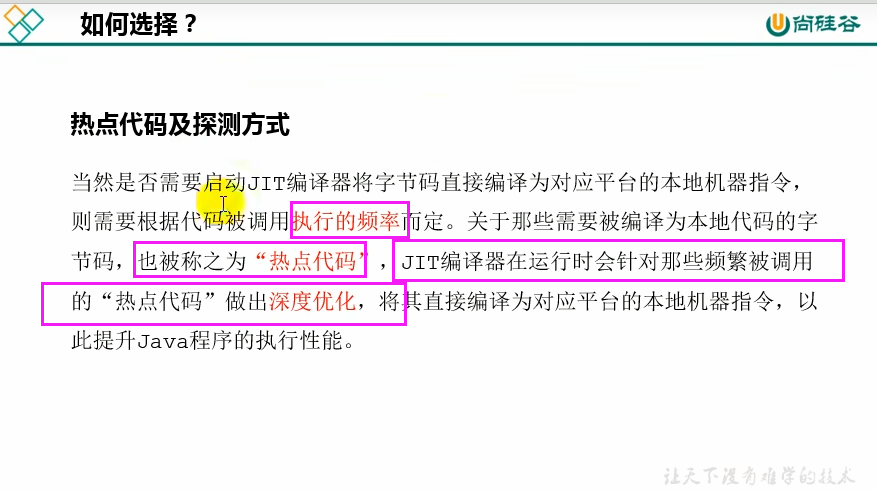 如何选择？
尚硅谷
热点代码及探测方式
当然是否需要启动JIT编译器将字节码直接编译为对应平台的本地机器指令，
则需要根据代码被调用执行的频率而定。关于那些需要被编译为本地代码的字
节码，也被称之为“热点代码”，JIT编译器在运行时会针对那些频繁被调用
的“热点代码”做出深度优化，将其直接编译为对应平台的本地机器指令，以
此提升Java程序的执行性能。
让天下没有难学的技术